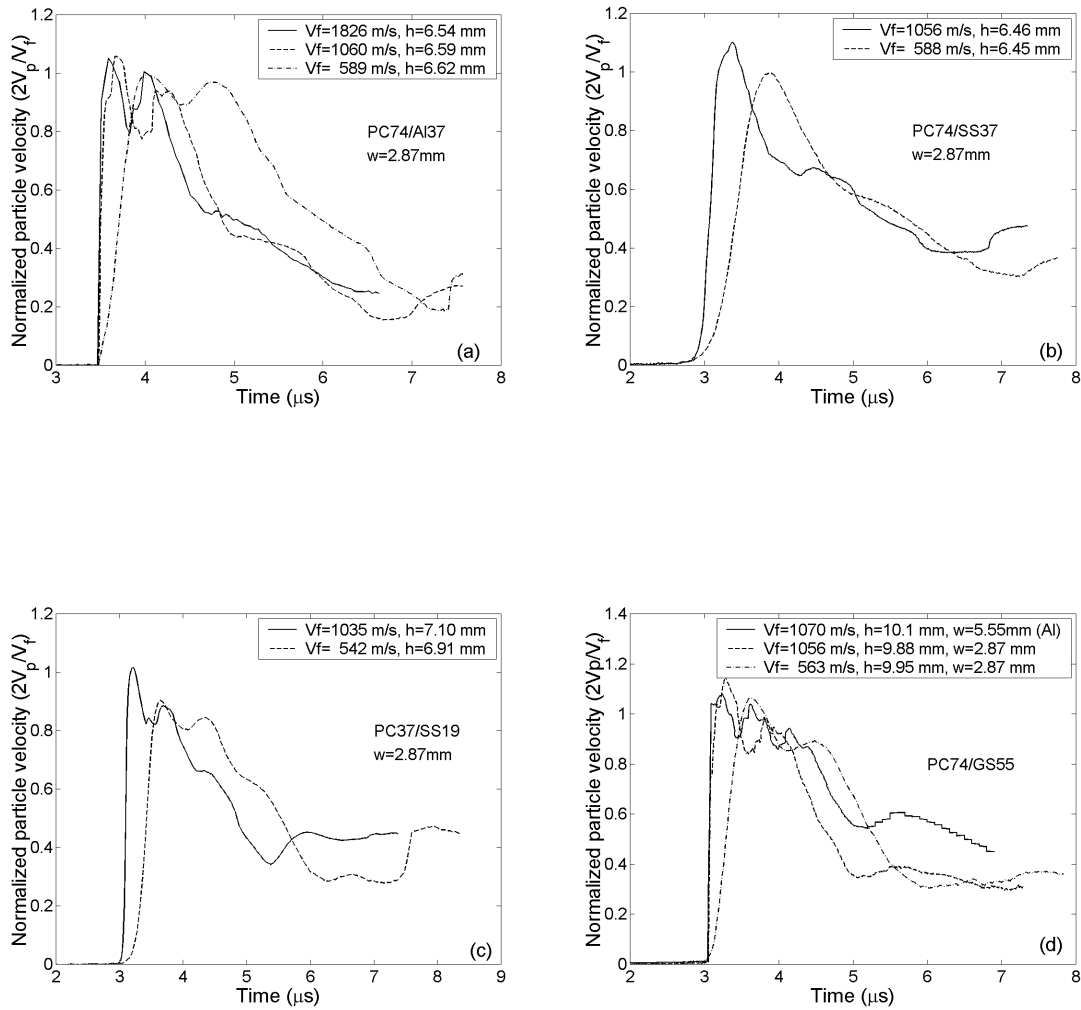 1.2
1
0.8
0.6
0.4
0.2
0
3 4 5 6 7 8
Normalized particle velocity (2Vp/Vf)
Time (μs)
Vf=1826 m/s, h=6.54 mm
Vf=1060 m/s, h=6.59 mm
Vf= 589 m/s, h=6.62 mm
PC74/Al37
w=2.87mm
(a)
1.2
1
0.8
0.6
0.4
0.2
0
2 3 4 5 6 7 8
Normalized particle velocity (2Vp/Vf)
Time (μs)
Vf=1056 m/s, h=6.46 mm
Vf= 588 m/s, h=6.45 mm
PC74/SS37
w=2.87mm
(b)
1.2
1
0.8
0.6
0.4
0.2
0
2 3 4 5 6 7 8 9
Normalized particle velocity (2Vp/Vf)
Time (μs)
Vf=1035 m/s, h=7.10 mm
Vf= 542 m/s, h=6.91 mm
PC37/SS19
w=2.87mm
(c)
1.4
1.2
1
0.8
0.6
0.4
0.2
0
2 3 4 5 6 7 8
Normalized particle velocity (2Vp/Vf)
Time (μs)
Vf=1070 m/s, h=10.1 mm, w=5.55mm (Al)
Vf=1056 m/s, h=9.88 mm, w=2.87 mm
Vf= 563 m/s, h=9.95 mm, w=2.87 mm
PC74/GS55
(d)